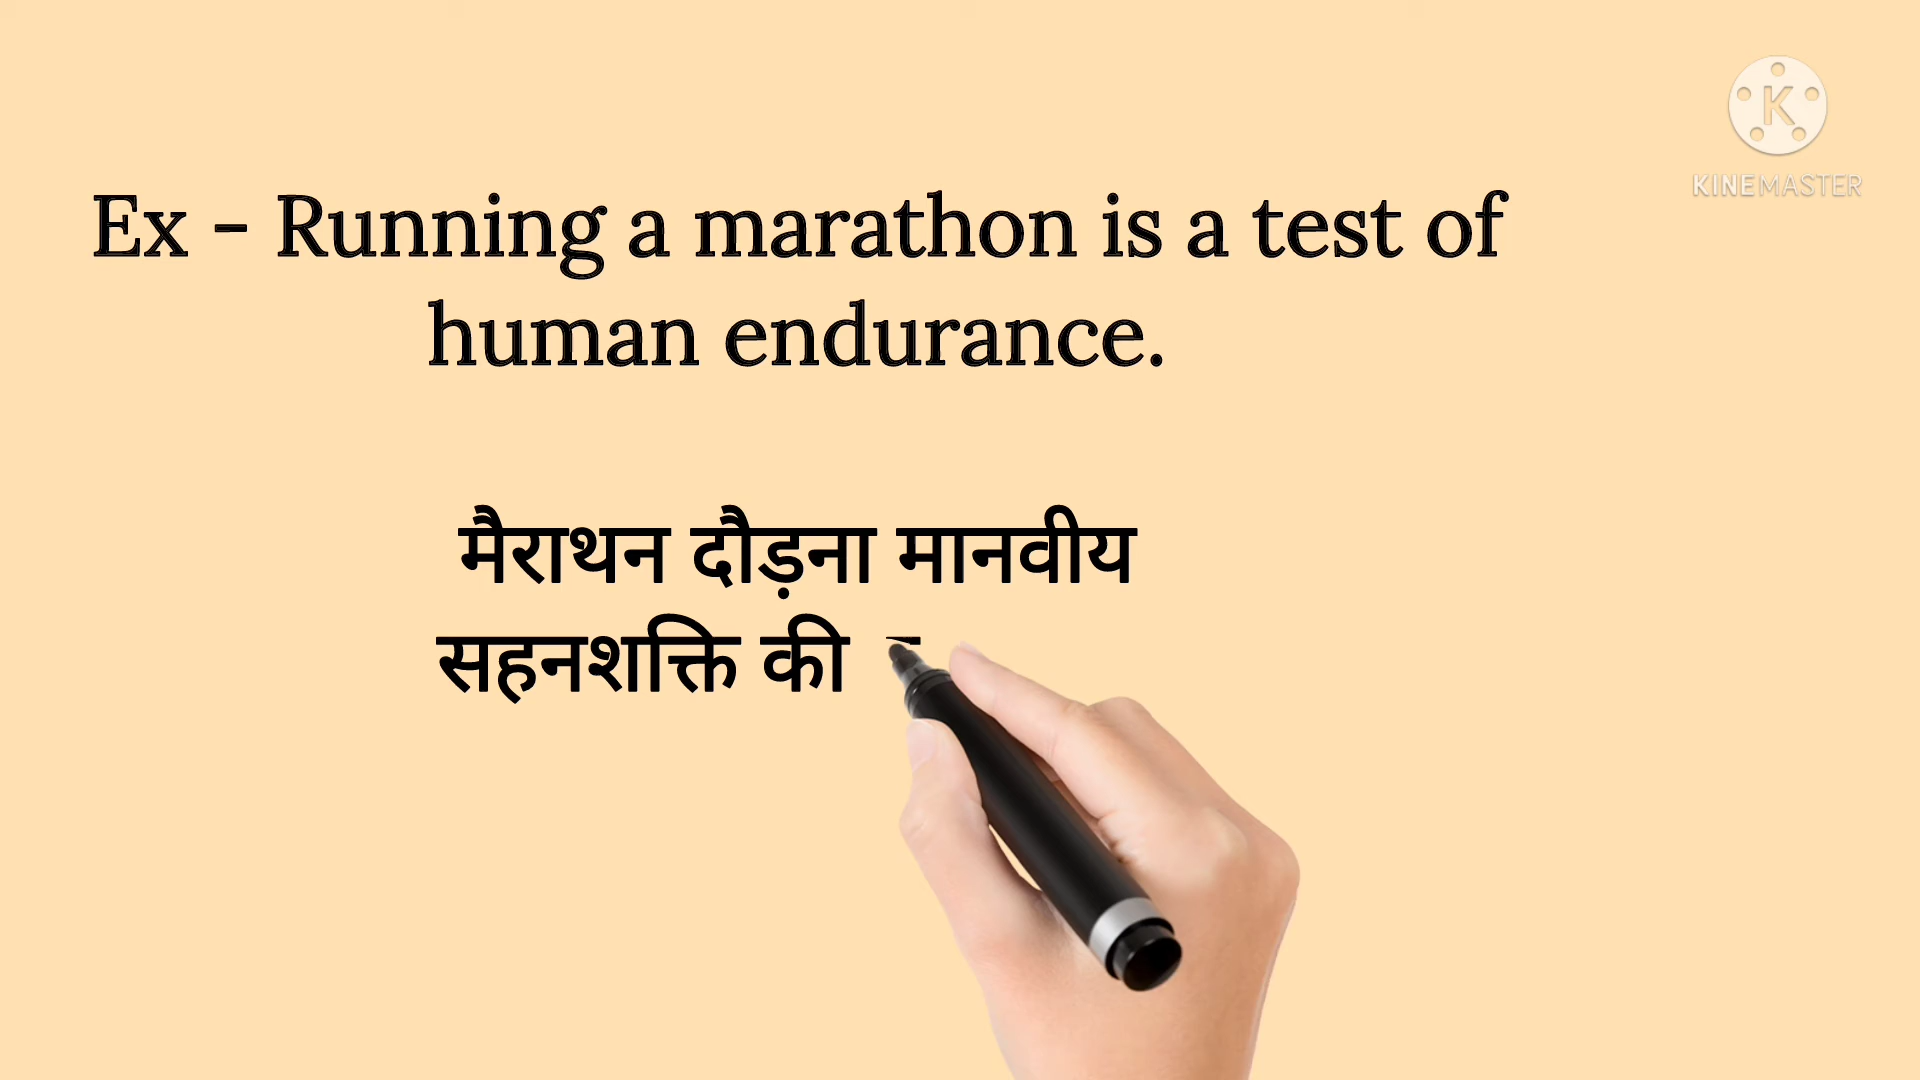 KINEMASTER
Ex - Running a marathon is a test of
human endurance.
मैराथन दौड़ना मानवीय
सहनशक्ति की